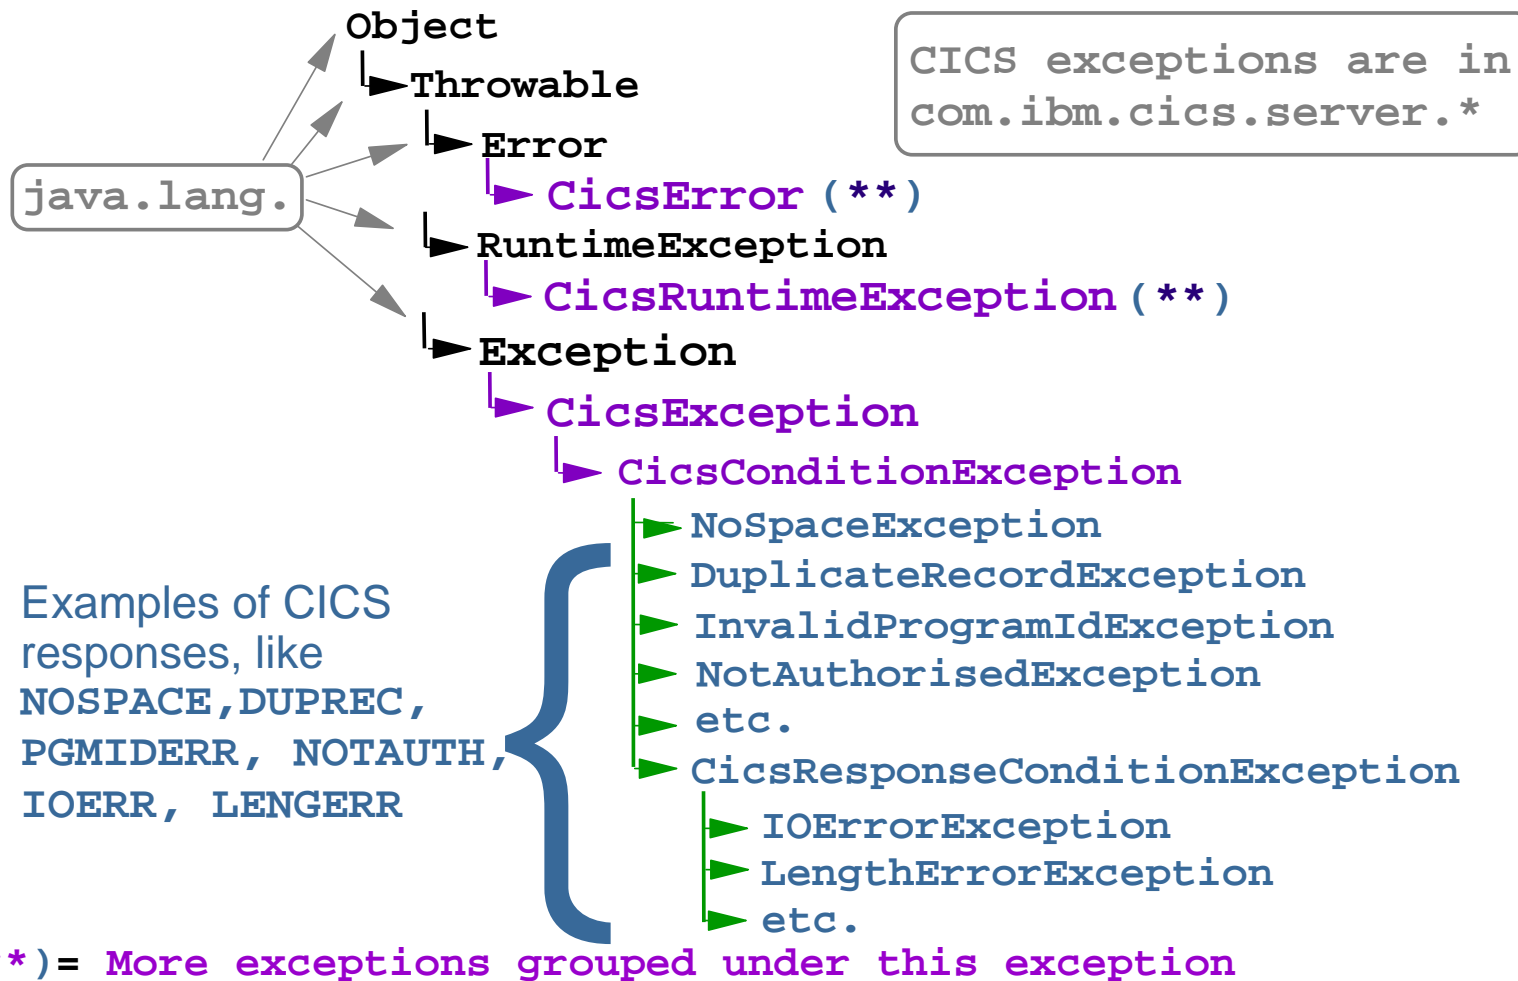 Object
CICS exceptions are in
com.ibm.cics.server.*
Throwable
Error
java.lang.
CicsError (**)
RuntimeException
CicsRuntimeException (**)
Exception
CicsException
CicsConditionException
NoSpaceException
DuplicateRecordException
InvalidProgramIdException
NotAuthorisedException
etc.
CicsResponseConditionException
IOErrorException
LengthErrorException
etc.
Examples of CICS
responses, like
NOSPACE,DUPREC,
PGMIDERR, NOTAUTH,
IOERR, LENGERR
*)= More exceptions grouped under this exception